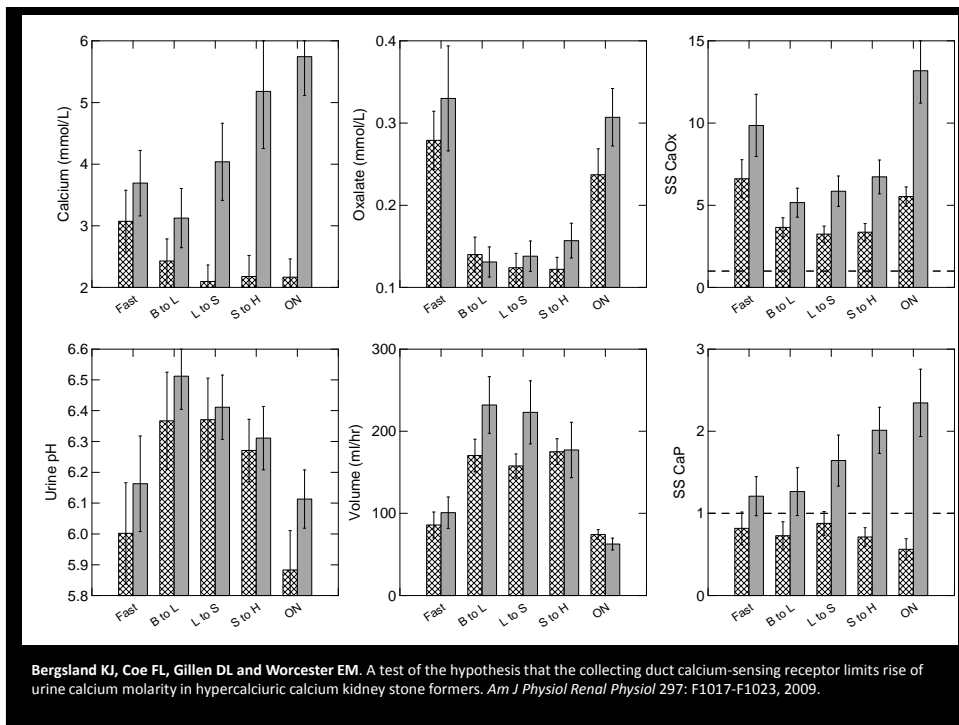 Calcium (mmol/L)
6
5
4
3
2
Fast
B to L
L to S
S to H
ON
Oxalate (mmol/L)
0.4
0.3
0.2
0.1
Fast
B to L
L to S
S to H
ON
SS CaOx
15
10
5
0
Fast
B to L
L to S
S to H
ON
Urine pH
6.6
6.5
6.4
6.3
6.2
6.1
6.0
5.9
5.8
Fast
B to L
L to S
S to H
ON
Volume (ml/hr)
300
200
100
0
Fast
B to L
L to S
S to H
ON
SS CaP
3
2
1
0
Fast
B to L
L to S
S to H
ON
Bergsland KJ, Coe FL, Gillen DL and Worcester EM. A test of the hypothesis that the collecting duct calcium-sensing receptor limits rise of
urine calcium molarity in hypercalciuric calcium kidney stone formers. Am J Physiol Renal Physiol 297: F1017-F1023, 2009.